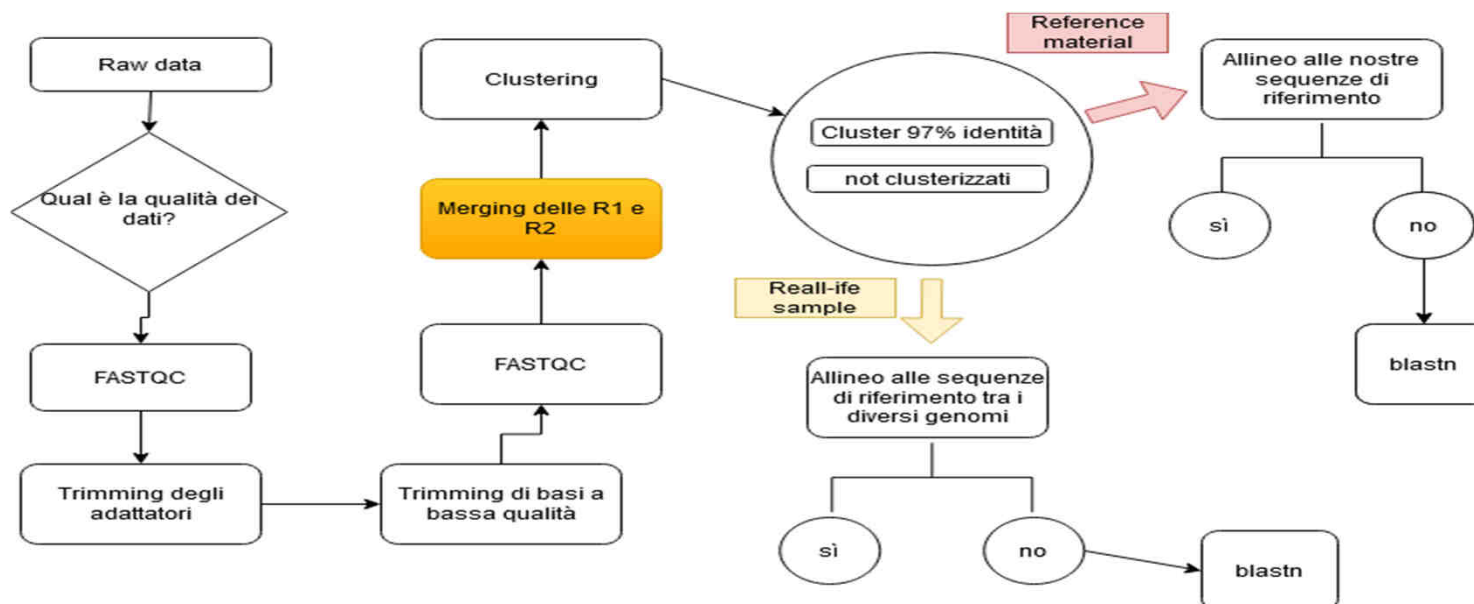 Raw data
Qual è la qualità dei
dati?
FASTQC
Trimming degli
adattatori
Trimming di basi a
bassa qualità
FASTQC
Merging delle R1 e
R2
Clustering
Cluster 97% identità
not clusterizzati
Reference
material
Allineo alle nostre
sequenze di
riferimento
sì
no
blastn
Reall-ife
sample
Allineo alle sequenze
di riferimento tra i
diversi genomi
sì
no
blastn